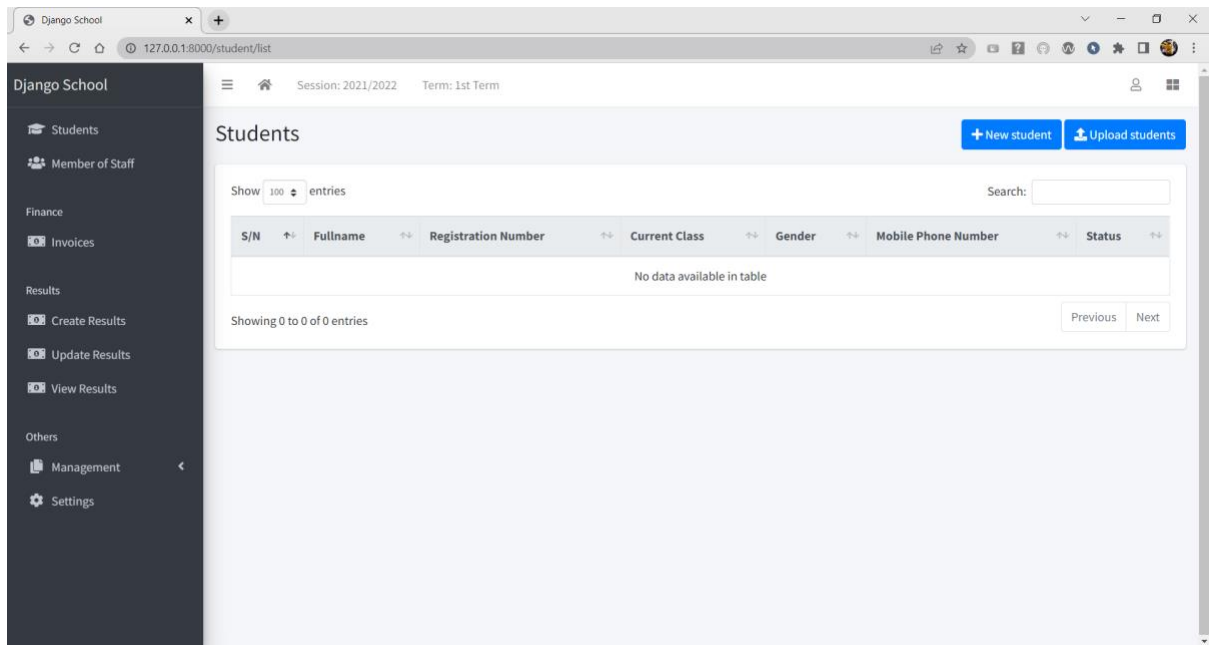 Django School
127.0.0.1:8000/student/list
Django School
Session: 2021/2022 Term: 1st Term
Students
Member of Staff
Finance
Invoices
Results
Create Results
Update Results
View Results
Others
Management
Settings
Students
New student
Upload students
Show 100 entries
Search:
S/N Fullname Registration Number Current Class Gender Mobile Phone Number Status
No data available in table
Showing 0 to 0 of 0 entries
Previous Next